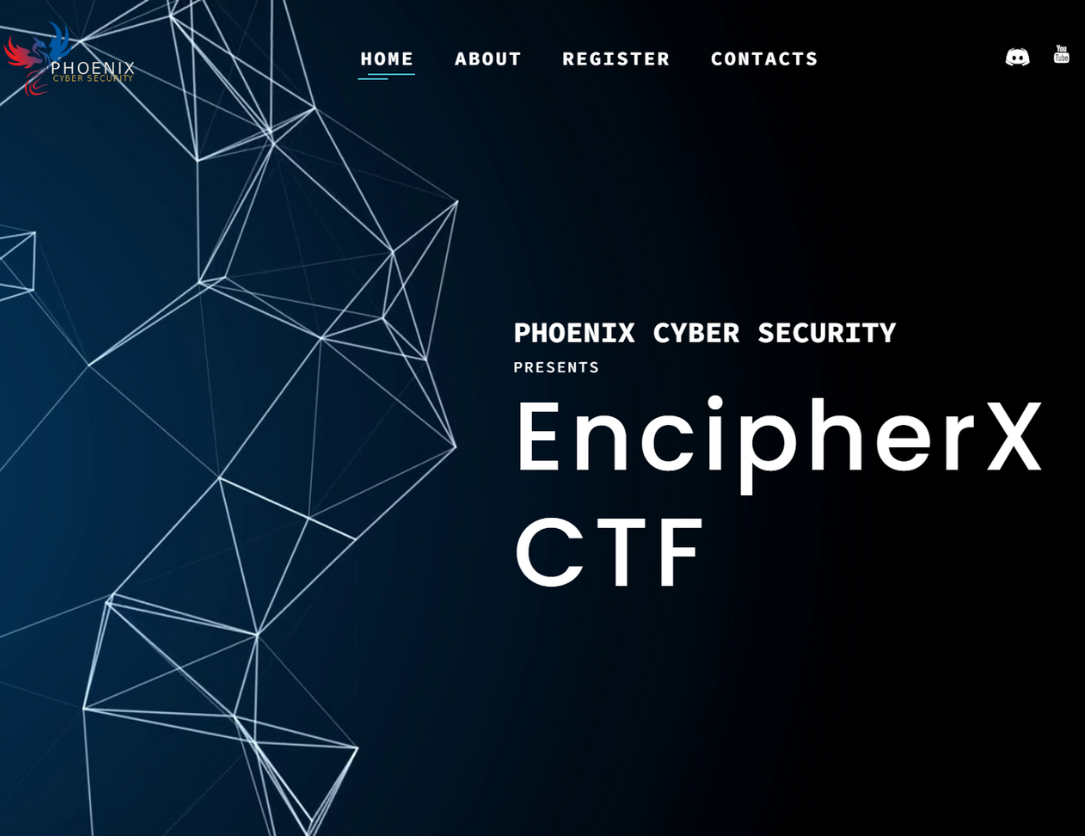 PHOENIX
CYBER SECURITY
HOME ABOUT REGISTER CONTACTS
You
Tube
PHOENIX CYBER SECURITY
PRESENTS
EncipherX
CTF